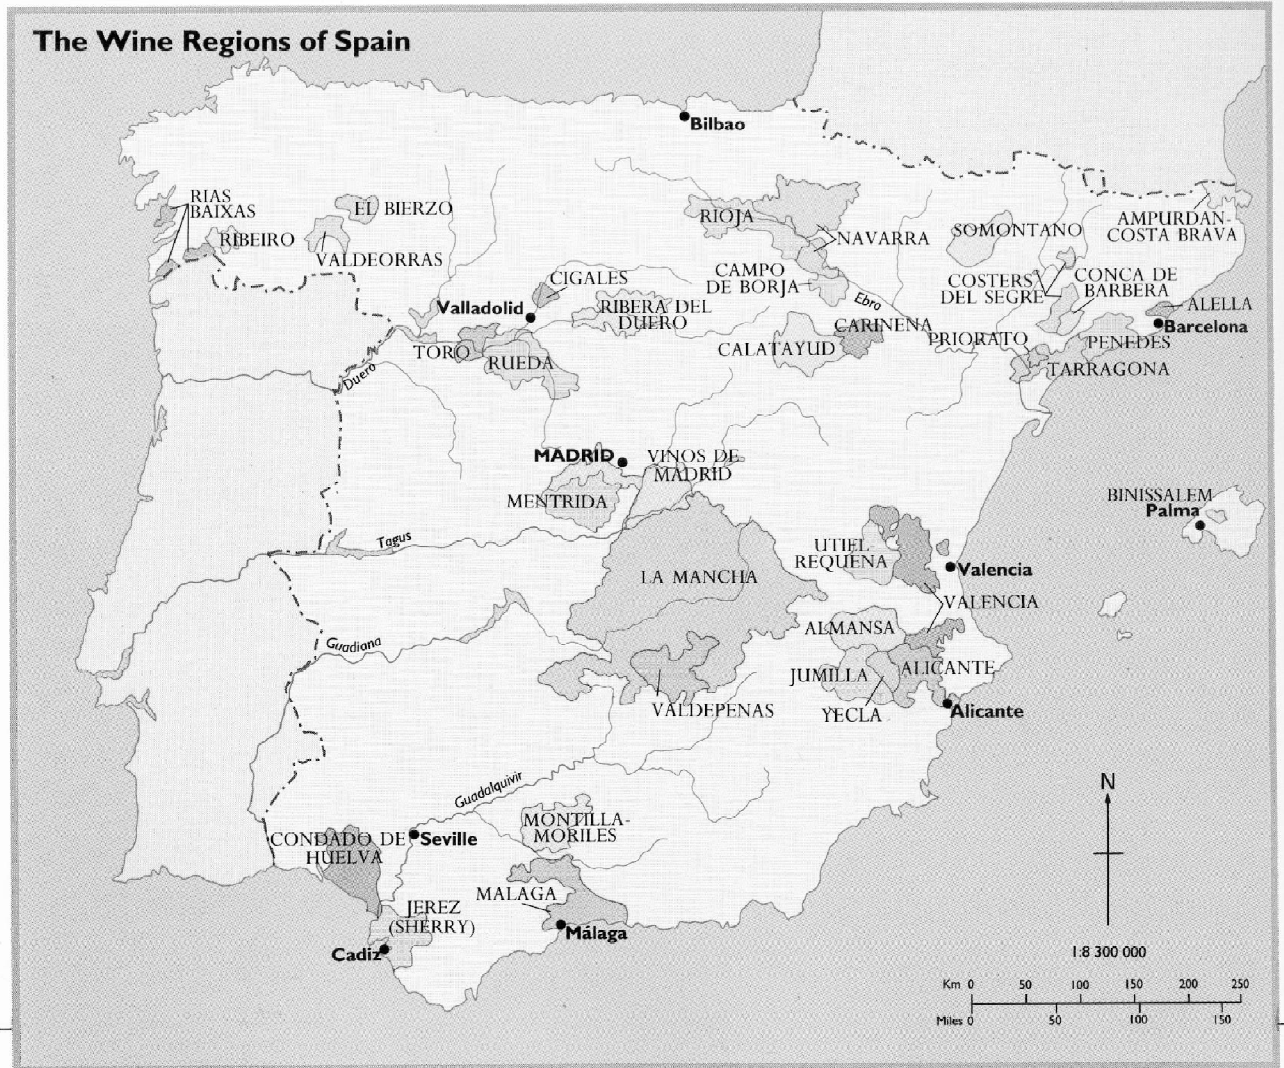 The Wine Regions of Spain
Bilbao
RIAS
BAIXAS
RIBEIRO
EL BIERZO
VALDEORRAS
RIOJA
NAVARRA
SOMONTANO
AMPURDAN-
COSTA BRAVA
CIGALES
Valladolid
RIBERA DEL
DUERO
CAMPO
DE BORJA
Ebro
COSTERS
DEL SEGRE
CONCA DE
BARBERA
ALELLA
Barcelona
TORO
RUEDA
Duero
CALATAYUD
CARINENA
PRIORATO
PENEDES
TARRAGONA
MADRID
VINOS DE
MADRID
MENTRIDA
BINISSALEM
Palma
Tagus
UTIEL-
REQUENA
LA MANCHA
Valencia
VALENCIA
Guadiana
ALMANSA
JUMILLA
ALICANTE
VALDEPENAS
YECLA
Alicante
Guadalquivir
MONTILLA-
MORILES
CONDADO DE
HUELVA
Seville
MALAGA
JEREZ
(SHERRY)
Málaga
Cadiz
N
1:8 300 000
Km 0 50 100 150 200 250
Miles 0 50 100 150